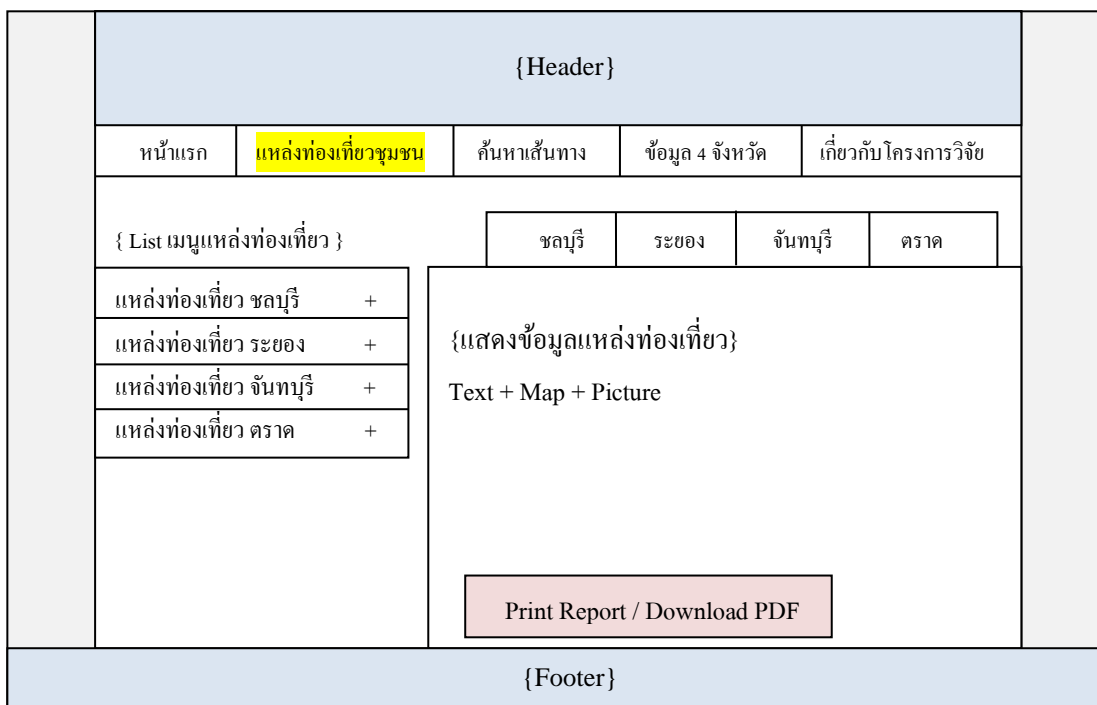 {Header}
หน้าแรก
แหล่งท่องเที่ยวชุมชน
ค้นหาเส้นทาง
ข้อมูล 4 จังหวัด
เกี่ยวกับโครงการวิจัย
{ List เมนูแหล่งท่องเที่ยว }
ชลบุรี
ระยอง
จันทบุรี
ตราด
แหล่งท่องเที่ยว ชลบุรี +
แหล่งท่องเที่ยว ระยอง +
แหล่งท่องเที่ยว จันทบุรี +
แหล่งท่องเที่ยว ตราด +
{แสดงข้อมูลแหล่งท่องเที่ยว}
Text + Map + Picture
Print Report / Download PDF
{Footer}